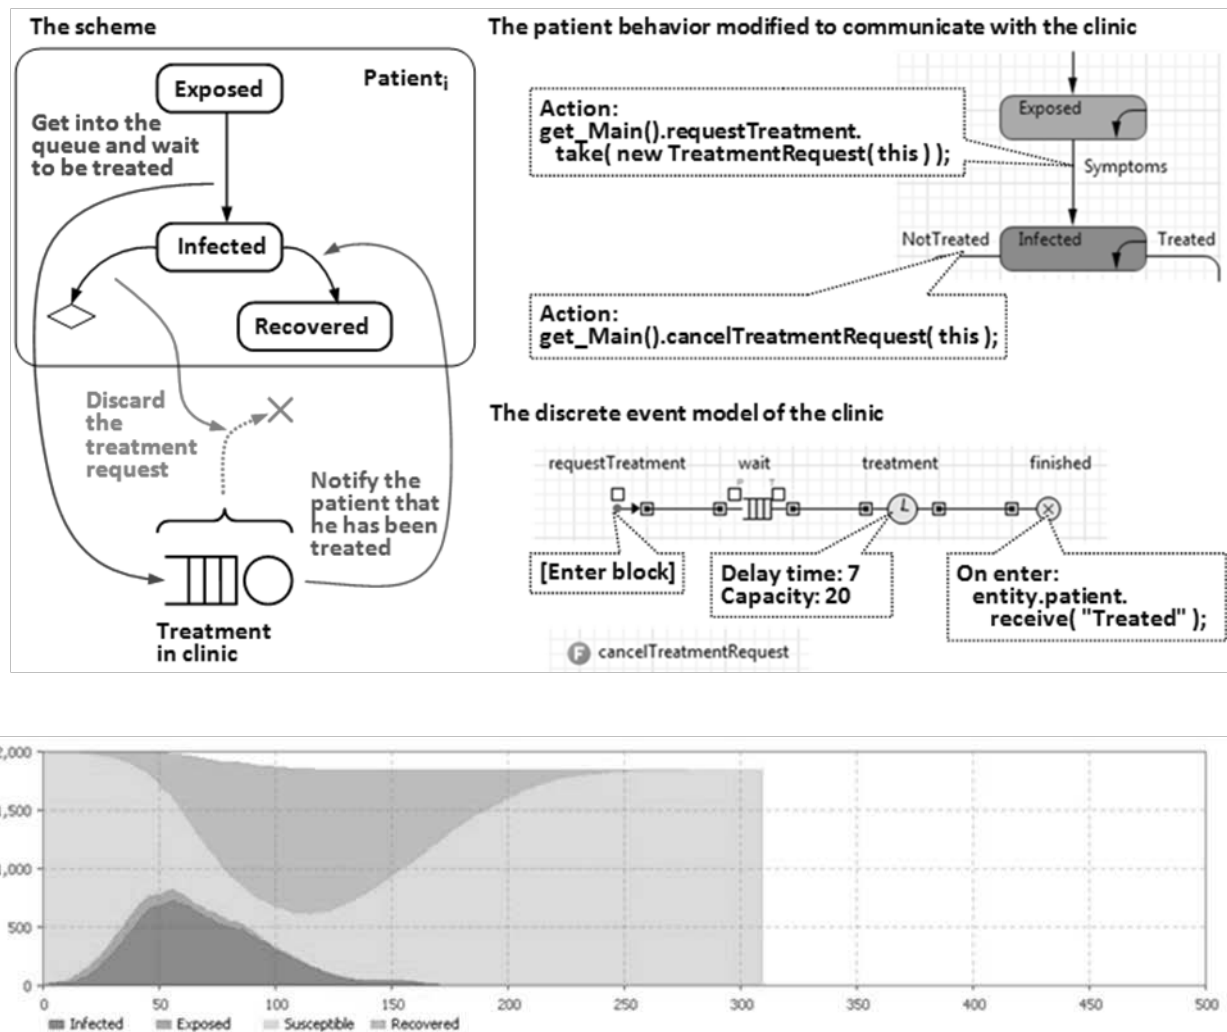 The scheme
Patienti
Exposed
Get into the
queue and wait
to be treated
Infected
Recovered
Discard
the
treatment
request
Notify the
patient that
he has been
treated
Treatment
in clinic
The patient behavior modified to communicate with the clinic
Action:
get_Main().requestTreatment.
take( new TreatmentRequest( this ) );
Exposed
Symptoms
NotTreated
Infected
Treated
Action:
get_Main().cancelTreatmentRequest( this );
The discrete event model of the clinic
requestTreatment wait treatment finished
[Enter block]
Delay time: 7
Capacity: 20
On enter:
entity.patient.
receive( "Treated" );
F cancelTreatmentRequest
2,000
1,500
1,000
500
0
0 50 100 150 200 250 300 350 400 450 500
Infected Exposed Susceptible Recovered